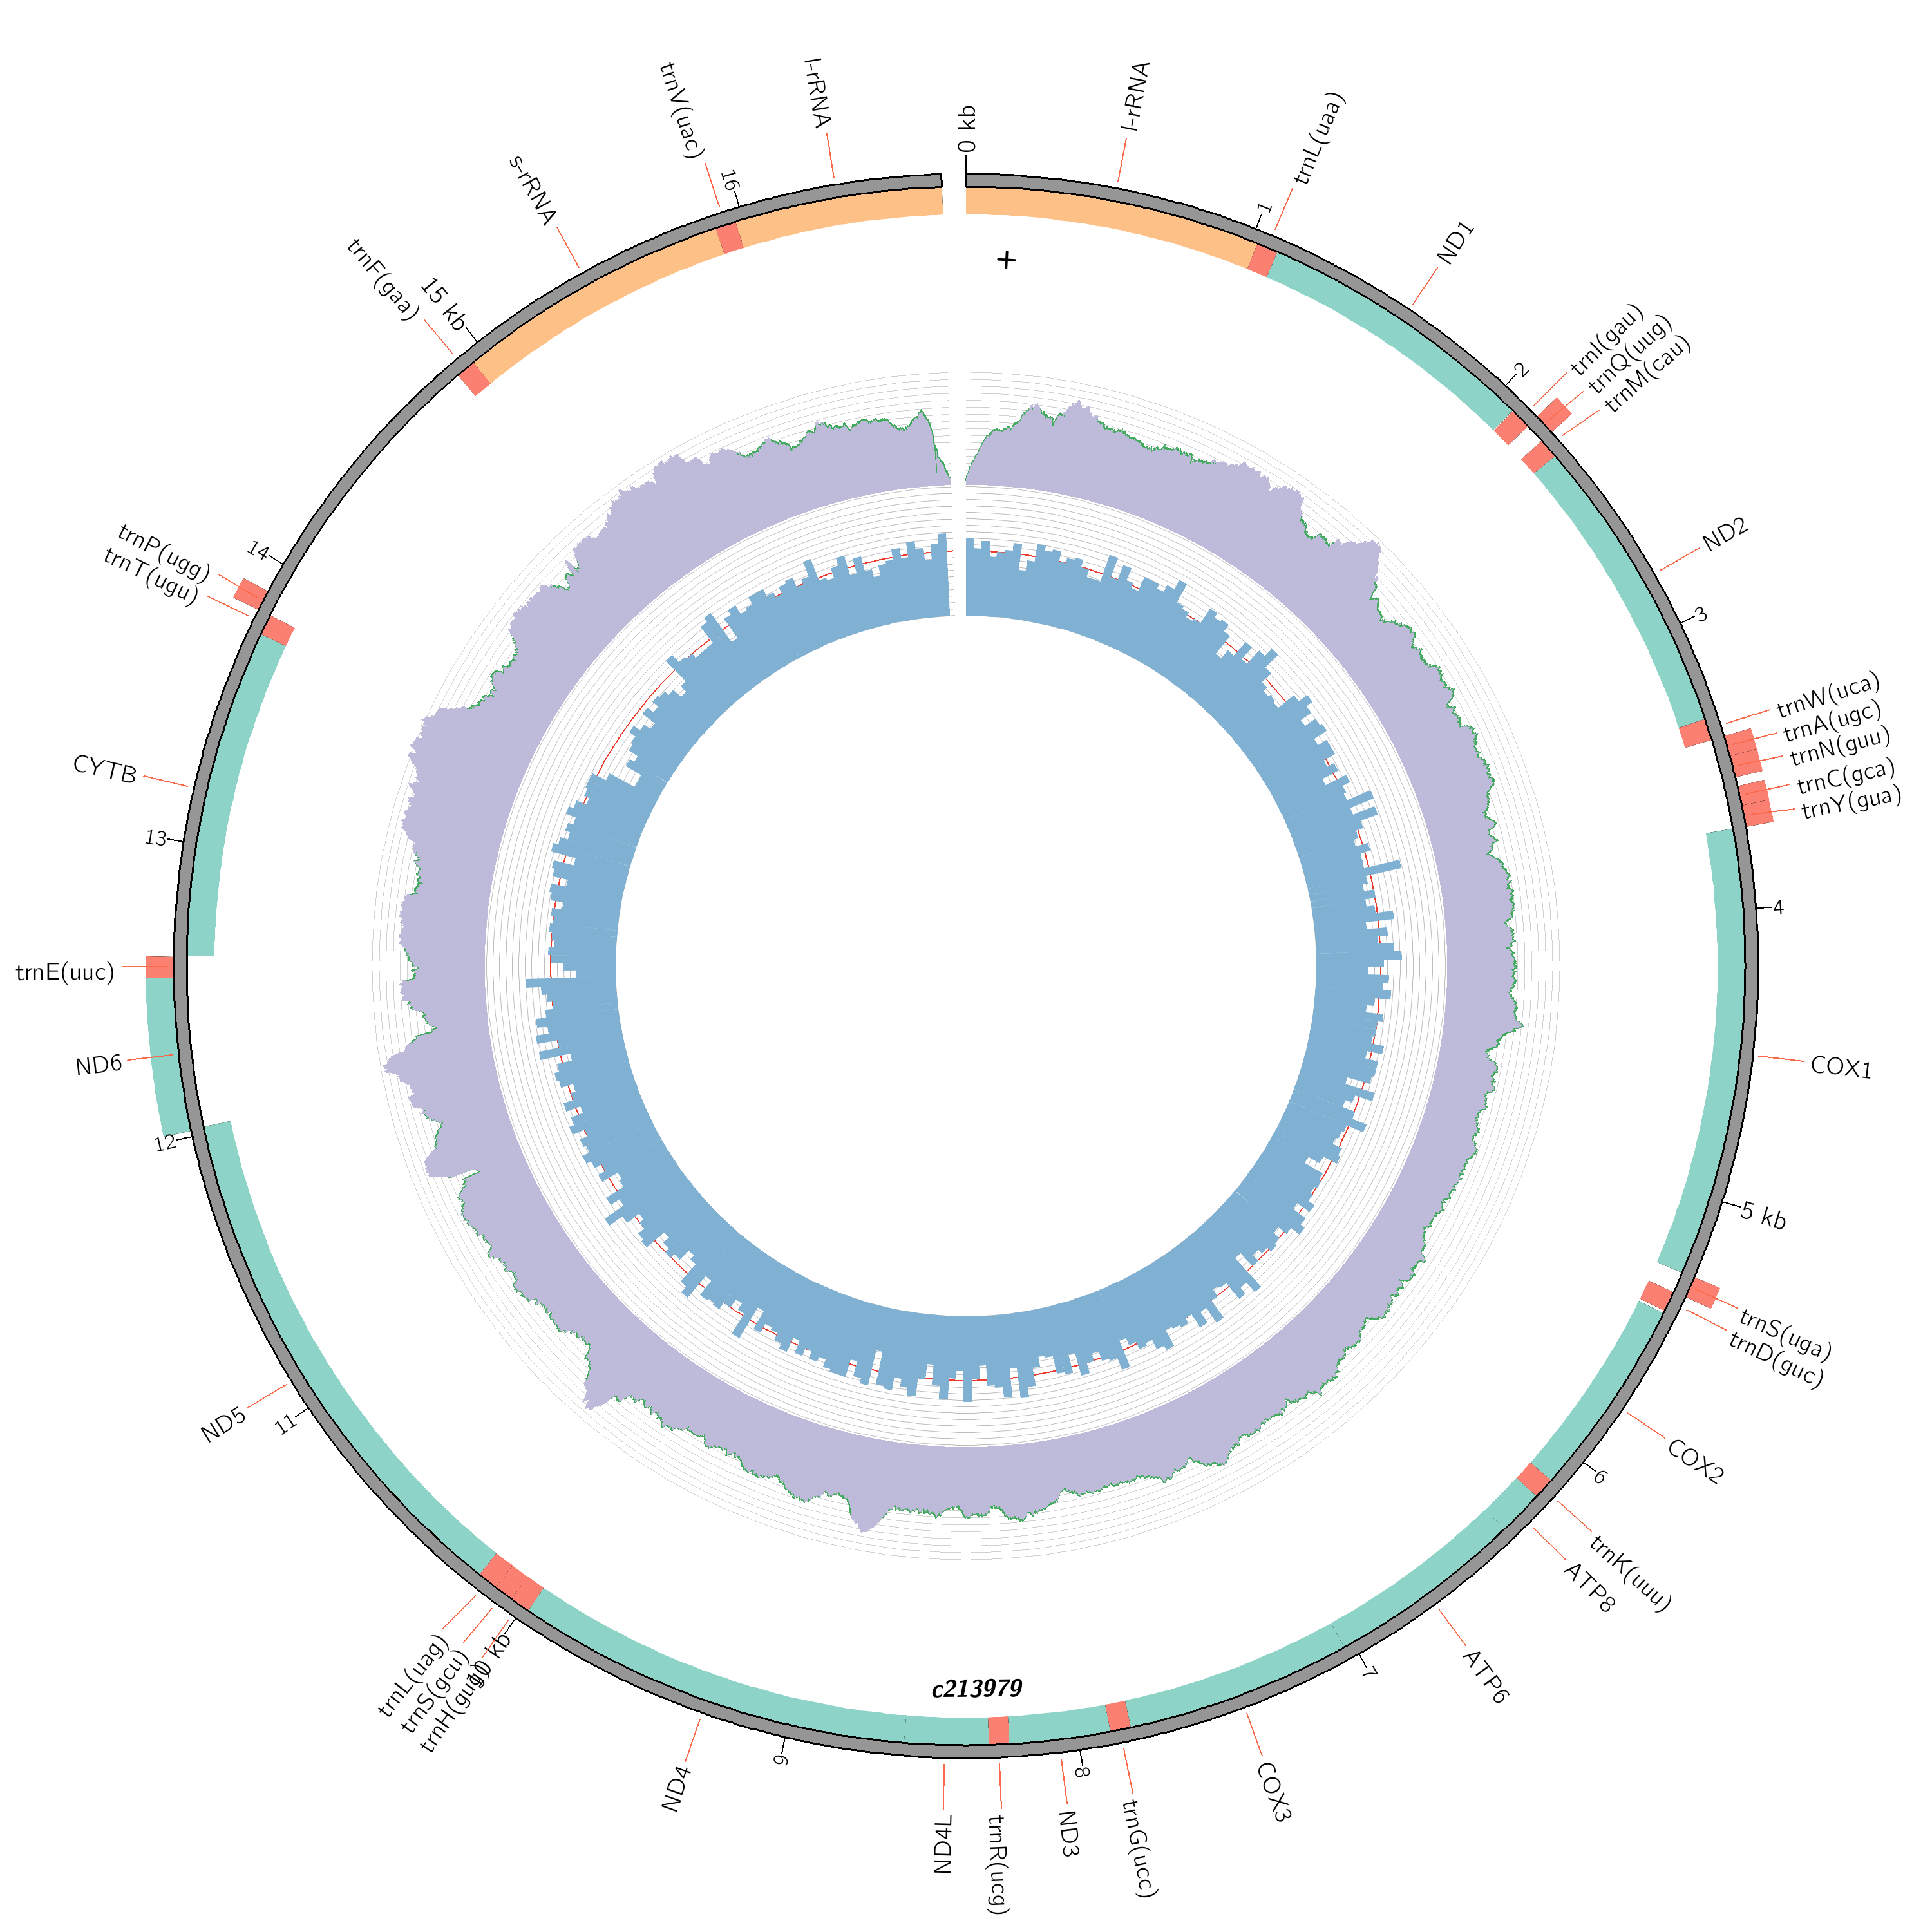 0 kb
l-rRNA
1
trnL(uaa)
ND1
2
trnI(gau)
trnQ(uug)
trnM(cau)
ND2
3
trnW(uca)
trnA(ugc)
trnN(guu)
trnC(gca)
trnY(gua)
4
COX1
5 kb
trnS(uga)
trnD(guc)
COX2
6
trnK(uuu)
ATP8
ATP6
7
COX3
trnG(ucc)
8
ND3
trnR(ucg)
ND4L
9
ND4
10 kb
trnH(gug)
trnS(gcu)
trnL(uag)
11
ND5
12
ND6
trnE(uuc)
13
CYTB
trnT(ugu)
trnP(ugg)
14
trnF(gaa)
15 kb
s-rRNA
trnV(uac)
16
l-rRNA
+
c213979